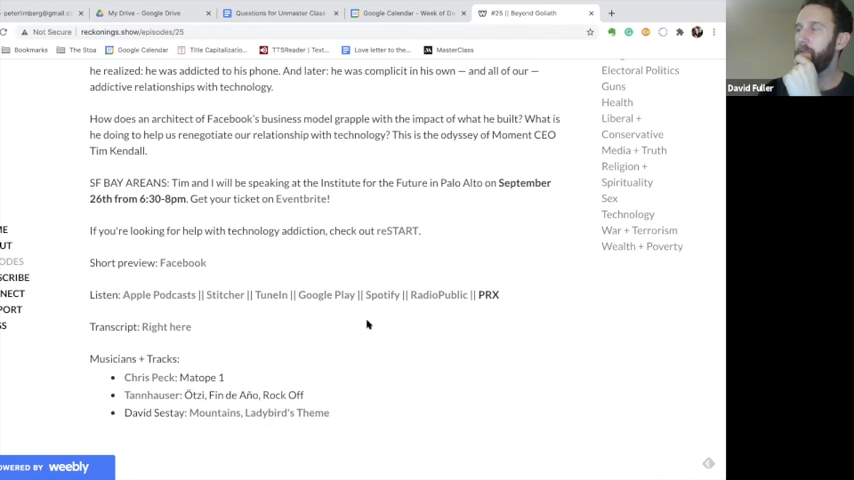 peterlimberg@gmail.c
My Drive - Google Drive
Questions for Unmaster Class
Google Calendar - Week of D
#25 || Beyond Goliath
Not Secure | reckonings.show/episodes/25
Bookmarks
The Stoa
Google Calendar
Title Capitalizatio...
TTSReader | Text...
Love letter to the...
MasterClass
he realized: he was addicted to his phone. And later: he was complicit in his own — and all of our —
addictive relationships with technology.
How does an architect of Facebook's business model grapple with the impact of what he built? What is
he doing to help us renegotiate our relationship with technology? This is the odyssey of Moment CEO
Tim Kendall.
SF BAY AREANS: Tim and I will be speaking at the Institute for the Future in Palo Alto on September
26th from 6:30-8pm. Get your ticket on Eventbrite!
If you're looking for help with technology addiction, check out reSTART.
Short preview: Facebook
Listen: Apple Podcasts || Stitcher || TuneIn || Google Play || Spotify || RadioPublic || PRX
Transcript: Right here
Musicians + Tracks:
• Chris Peck: Matope 1
• Tannhauser: Ötzi, Fin de Año, Rock Off
• David Sestay: Mountains, Ladybird's Theme
ME
UT
ODES
SCRIBE
NNECT
PORT
S
Electoral Politics
Guns
Health
Liberal +
Conservative
Media + Truth
Religion +
Spirituality
Sex
Technology
War + Terrorism
Wealth + Poverty
OWERED BY weebly
David Fuller